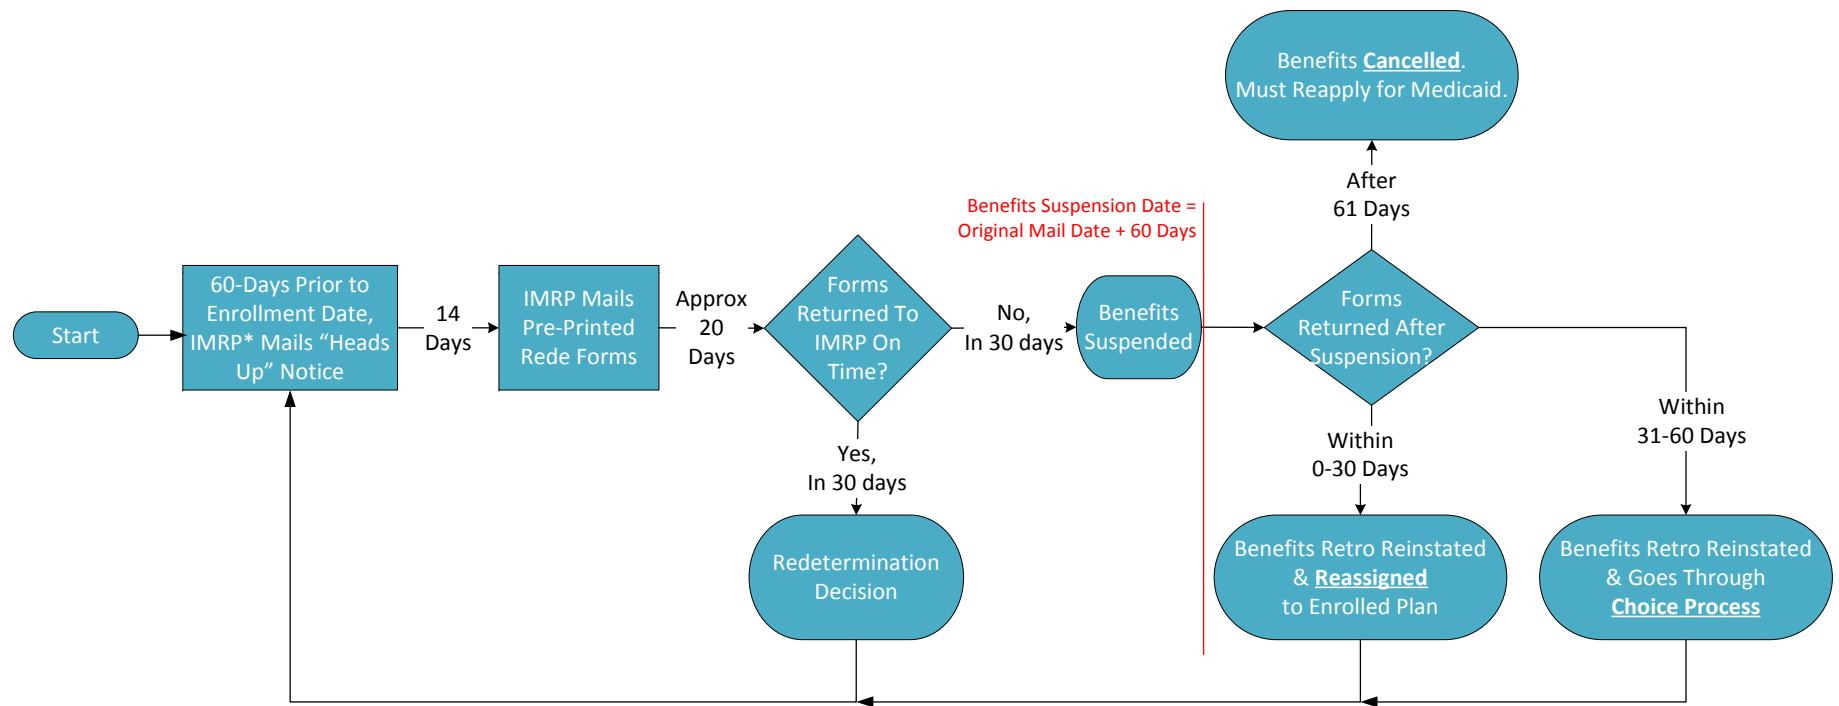 Start
60-Days Prior to
Enrollment Date,
IMRP* Mails “Heads
Up” Notice
14
Days
IMRP Mails
Pre-Printed
Rede Forms
Approx
20
Days
Forms
Returned To
IMRP On
Time?
Yes,
In 30 days
Redetermination
Decision
No,
In 30 days
Benefits
Suspended
Benefits Suspension Date =
Original Mail Date + 60 Days
Forms
Returned After
Suspension?
After
61 Days
Benefits Cancelled.
Must Reapply for Medicaid.
Within
0-30 Days
Benefits Retro Reinstated
& Reassigned
to Enrolled Plan
Within
31-60 Days
Benefits Retro Reinstated
& Goes Through
Choice Process